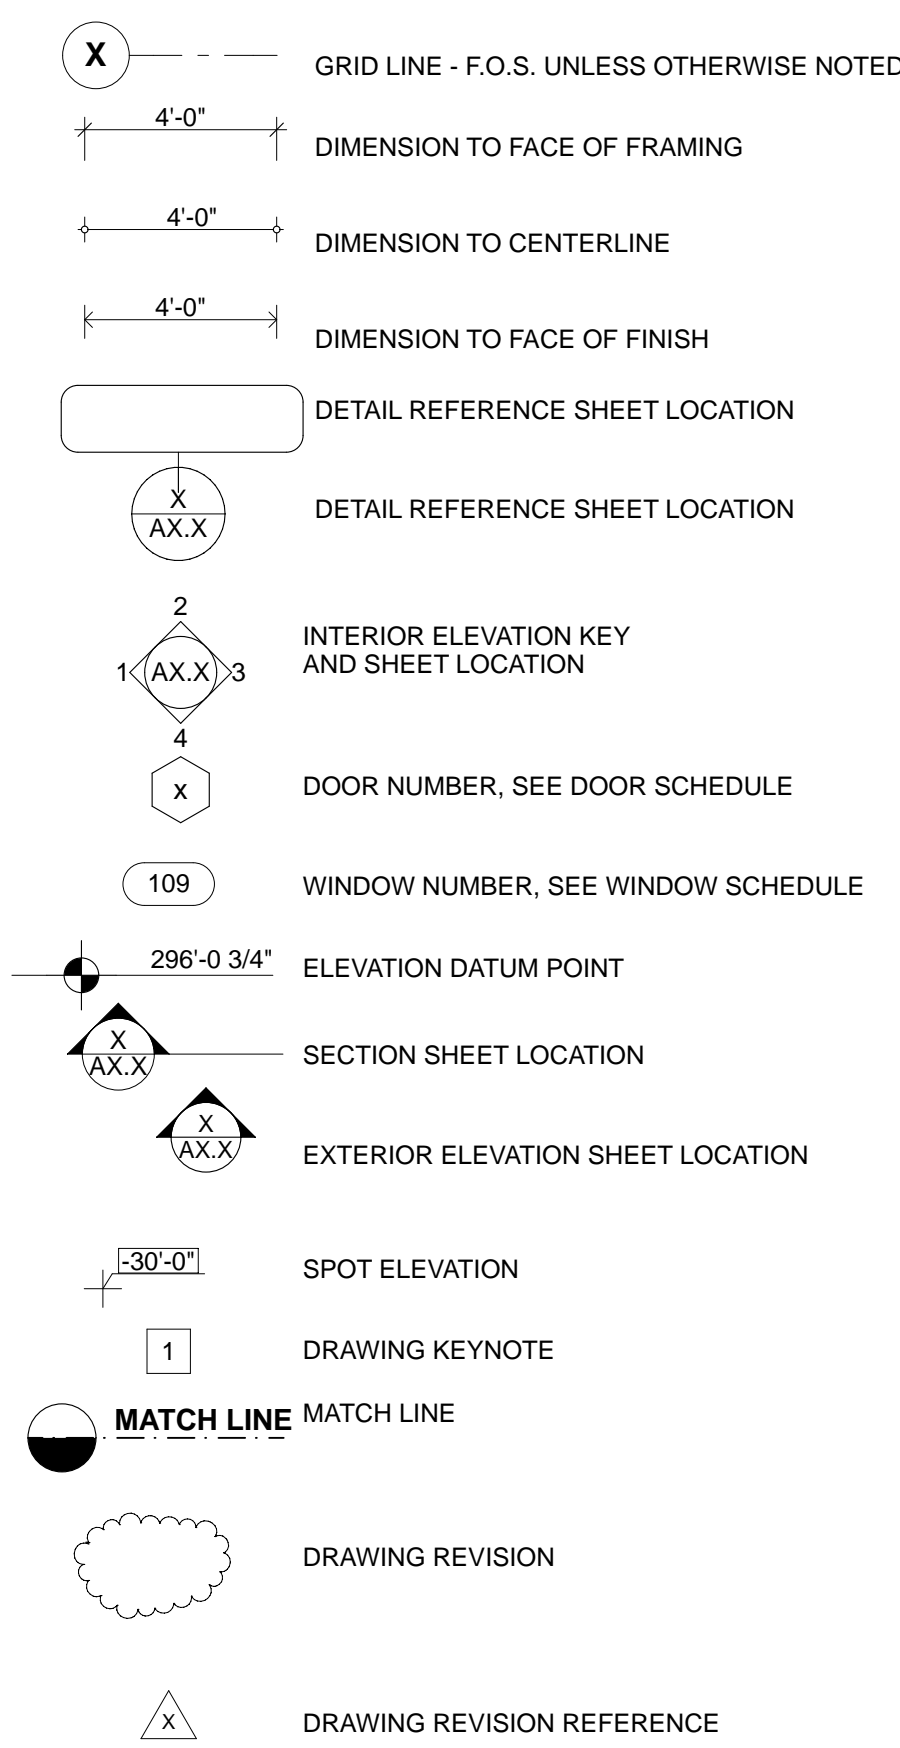 X
GRID LINE - F.O.S. UNLESS OTHERWISE NOTED
4'-0"
DIMENSION TO FACE OF FRAMING
4'-0"
DIMENSION TO CENTERLINE
4'-0"
DIMENSION TO FACE OF FINISH
DETAIL REFERENCE SHEET LOCATION
X
AX.X
DETAIL REFERENCE SHEET LOCATION
2
1 AX.X 3
4
INTERIOR ELEVATION KEY
AND SHEET LOCATION
x
DOOR NUMBER, SEE DOOR SCHEDULE
109
WINDOW NUMBER, SEE WINDOW SCHEDULE
296'-0 3/4"
ELEVATION DATUM POINT
X
AX.X
SECTION SHEET LOCATION
X
AX.X
EXTERIOR ELEVATION SHEET LOCATION
-30'-0"
SPOT ELEVATION
1
DRAWING KEYNOTE
MATCH LINE
MATCH LINE
DRAWING REVISION
X
DRAWING REVISION REFERENCE